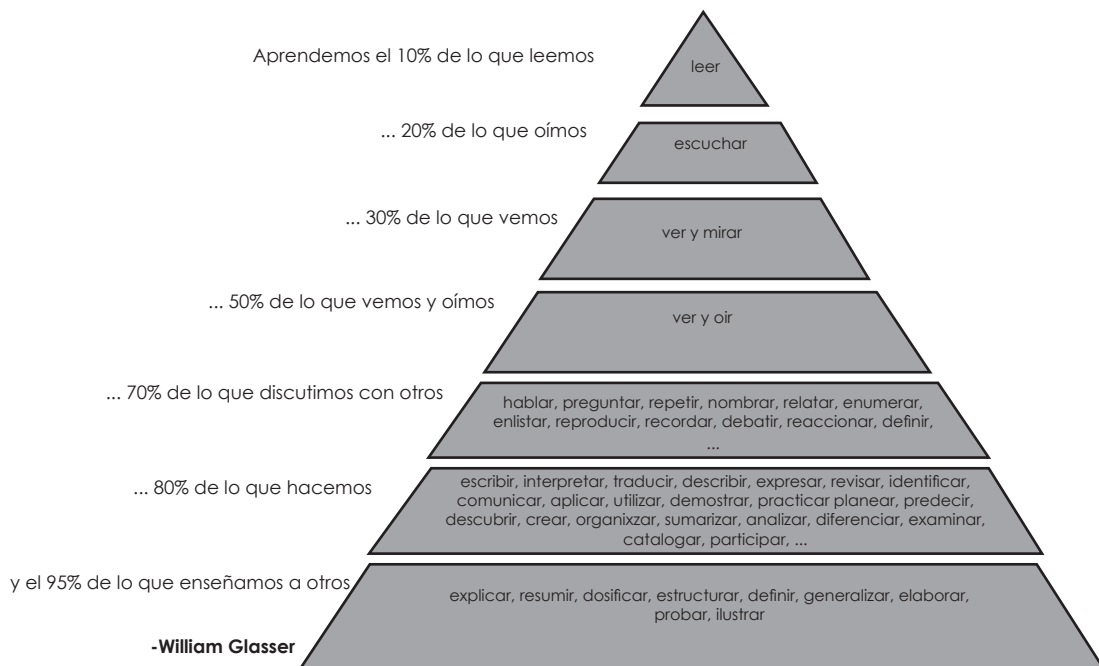 Aprendemos el 10% de lo que leemos
leer
... 20% de lo que oímos
escuchar
... 30% de lo que vemos
ver y mirar
... 50% de lo que vemos y oímos
ver y oir
... 70% de lo que discutimos con otros
hablar, preguntar, repetir, nombrar, relatar, enumerar,
enlistar, reproducir, recordar, debatir, reaccionar, definir,
...
... 80% de lo que hacemos
escribir, interpretar, traducir, describir, expresar, revisar, identificar,
comunicar, aplicar, utilizar, demostrar, practicar planear, predecir,
descubrir, crear, organixzar, sumarizar, analizar, diferenciar, examinar,
catalogar, participar, ...
y el 95% de lo que enseñamos a otros
explicar, resumir, dosificar, estructurar, definir, generalizar, elaborar,
probar, ilustrar
-William Glasser